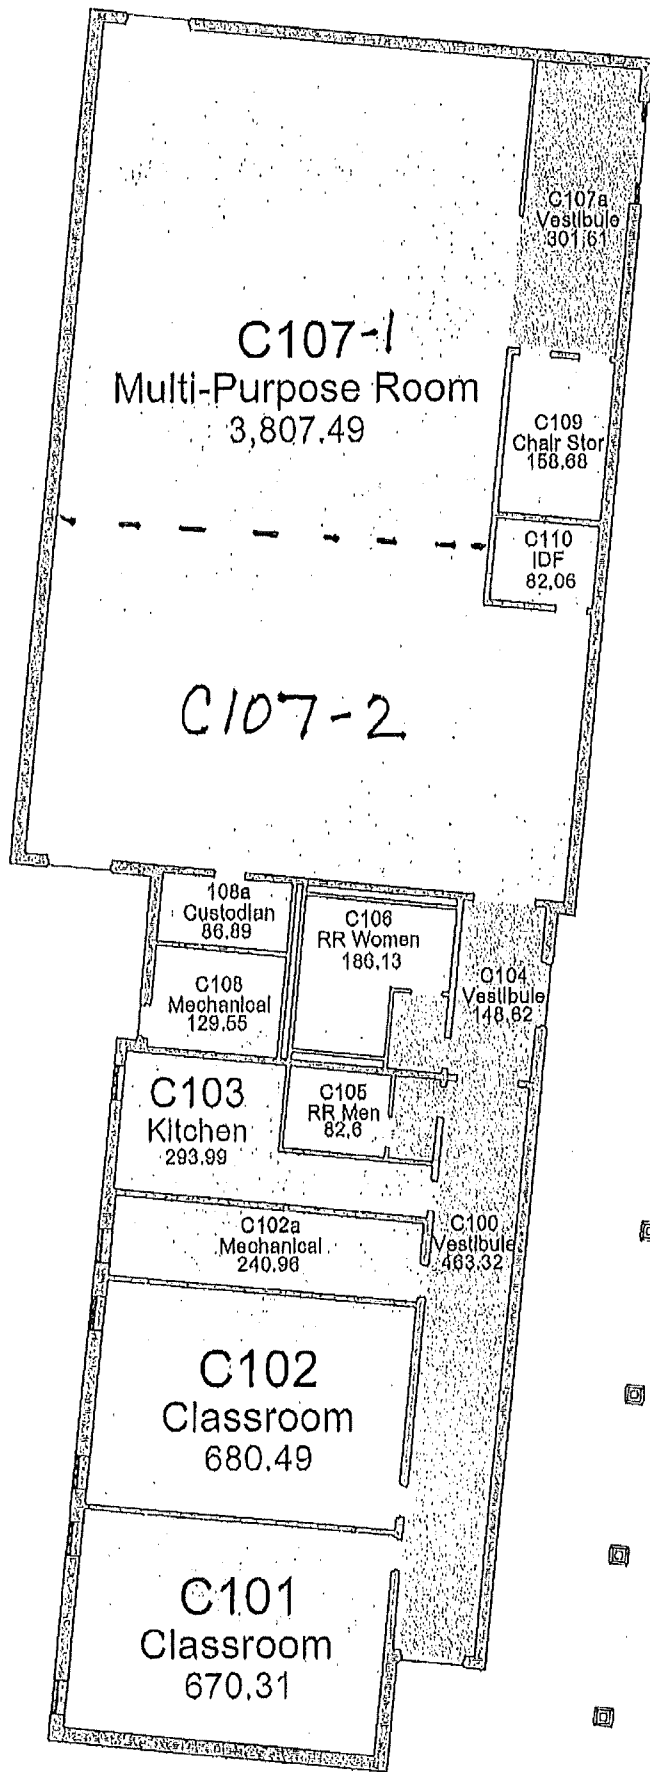 C107a
Vestibule
301.61
C107-1
Multi-Purpose Room
3,807.49
C109
Chair Stor
158.68
C110
IDF
82.06
C107-2
108a
Custodian
86.89
C106
RR Women
186.13
C108
Mechanical
129.55
C104
Vestibule
148.62
C103
Kitchen
293.99
C105
RR Men
82.6
C102a
Mechanical
240.96
C100
Vestibule
463.32
C102
Classroom
680.49
C101
Classroom
670.31